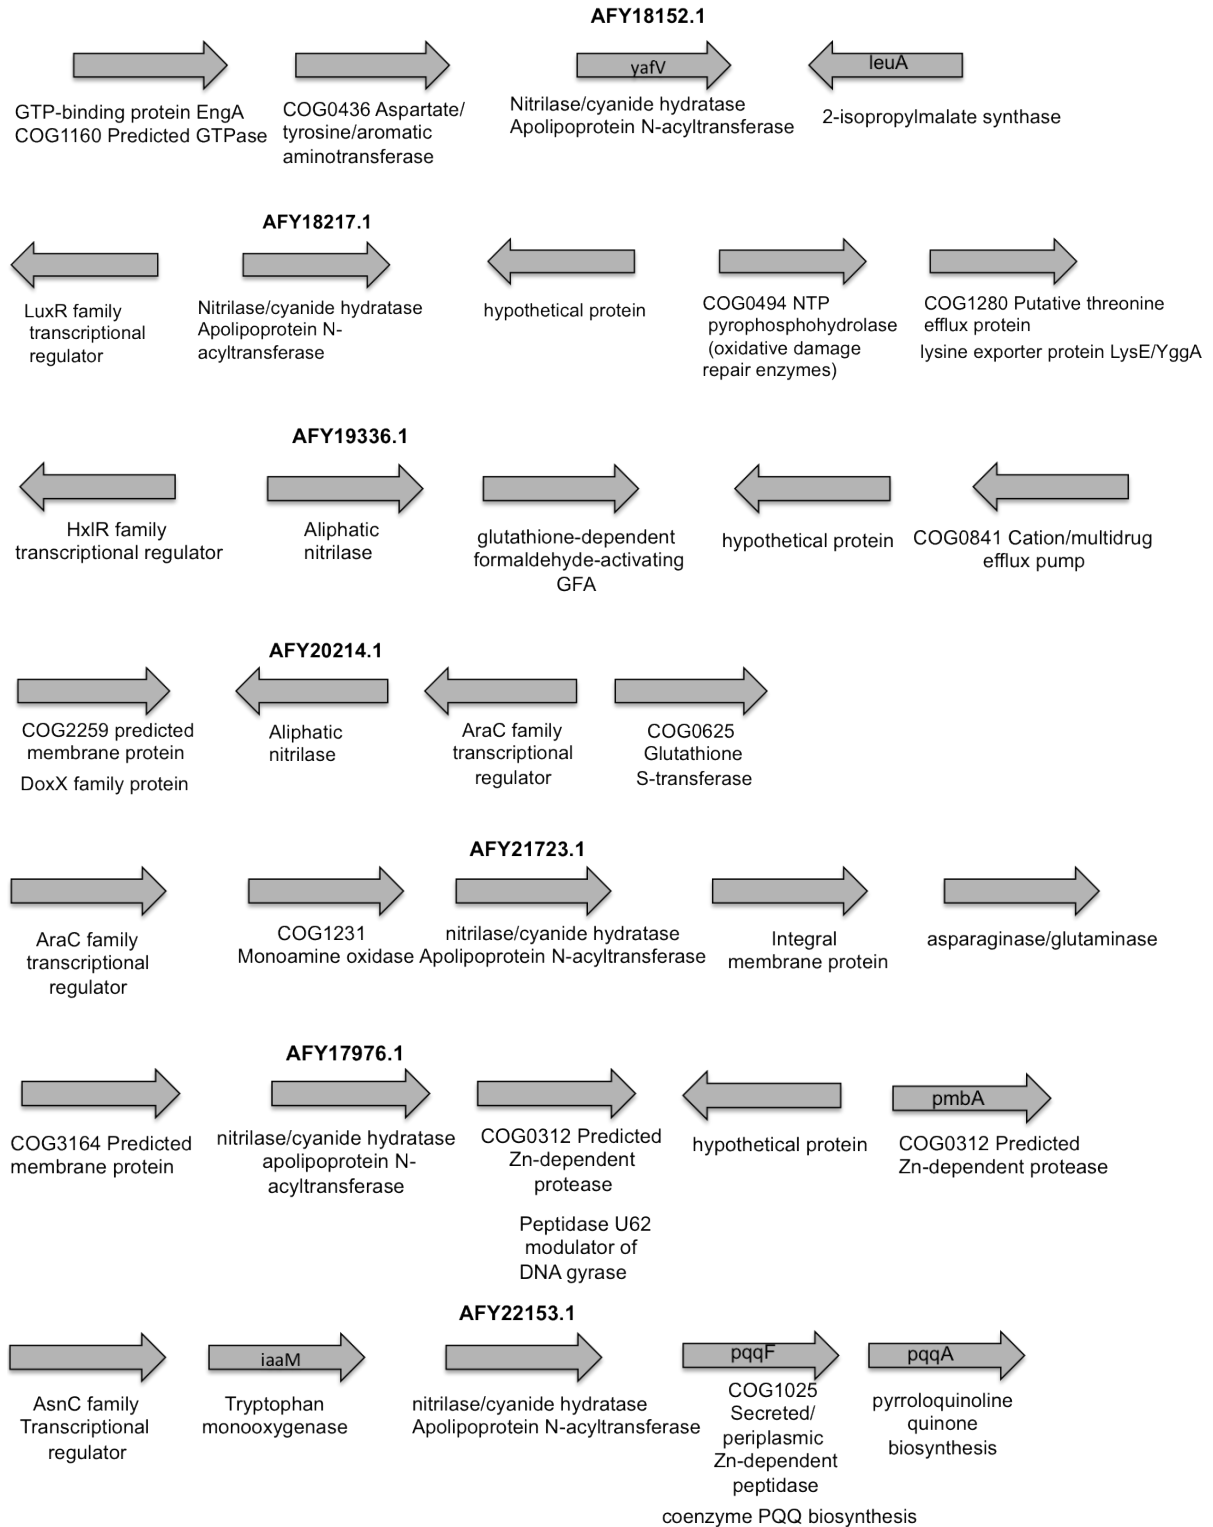 AFY18152.1
yafV
leuA
GTP-binding protein EngA
COG1160 Predicted GTPase
COG0436 Aspartate/
tyrosine/aromatic
aminotransferase
Nitrilase/cyanide hydratase
Apolipoprotein N-acyltransferase
2-isopropylmalate synthase
AFY18217.1
LuxR family
transcriptional
regulator
Nitrilase/cyanide hydratase
Apolipoprotein N-
acyltransferase
hypothetical protein
COG0494 NTP
pyrophosphohydrolase
(oxidative damage
repair enzymes)
COG1280 Putative threonine
efflux protein
lysine exporter protein LysE/YggA
AFY19336.1
HxlR family
transcriptional regulator
Aliphatic
nitrilase
glutathione-dependent
formaldehyde-activating
GFA
hypothetical protein
COG0841 Cation/multidrug
efflux pump
AFY20214.1
COG2259 predicted
membrane protein
DoxX family protein
Aliphatic
nitrilase
AraC family
transcriptional
regulator
COG0625
Glutathione
S-transferase
AFY21723.1
AraC family
transcriptional
regulator
COG1231
Monoamine oxidase
nitrilase/cyanide hydratase
Apolipoprotein N-acyltransferase
Integral
membrane protein
asparaginase/glutaminase
AFY17976.1
pmbA
COG3164 Predicted
membrane protein
nitrilase/cyanide hydratase
apolipoprotein N-
acyltransferase
COG0312 Predicted
Zn-dependent
protease
Peptidase U62
modulator of
DNA gyrase
hypothetical protein
COG0312 Predicted
Zn-dependent protease
AFY22153.1
iaaM
pqqF
pqqA
AsnC family
Transcriptional
regulator
Tryptophan
monooxygenase
nitrilase/cyanide hydratase
Apolipoprotein N-acyltransferase
COG1025
Secreted/
periplasmic
Zn-dependent
peptidase
coenzyme PQQ biosynthesis
pyrroloquinoline
quinone
biosynthesis